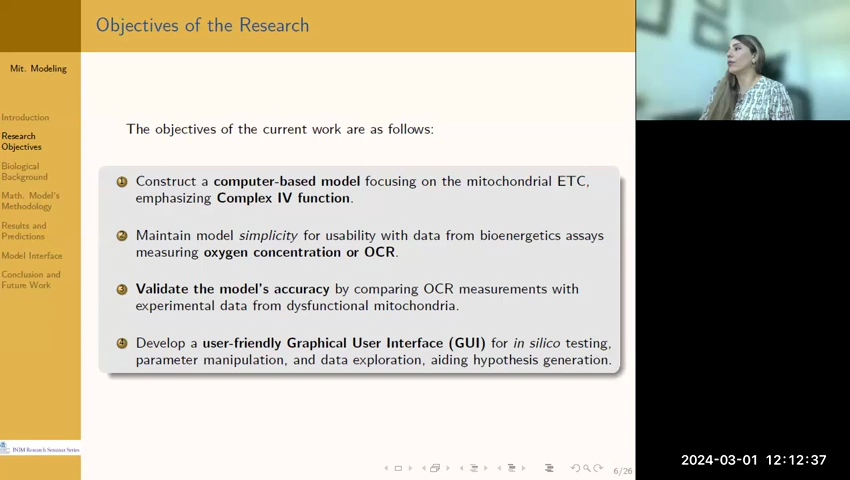 Objectives of the Research
Mit. Modeling
Introduction
Research
Objectives
Biological
Background
Math. Model's
Methodology
Results and
Predictions
Model Interface
Conclusion and
Future Work
The objectives of the current work are as follows:
1 Construct a computer-based model focusing on the mitochondrial ETC,
emphasizing Complex IV function.
2 Maintain model simplicity for usability with data from bioenergetics assays
measuring oxygen concentration or OCR.
3 Validate the model's accuracy by comparing OCR measurements with
experimental data from dysfunctional mitochondria.
4 Develop a user-friendly Graphical User Interface (GUI) for in silico testing,
parameter manipulation, and data exploration, aiding hypothesis generation.
Research Seminar Series
6/26
2024-03-01 12:12:37